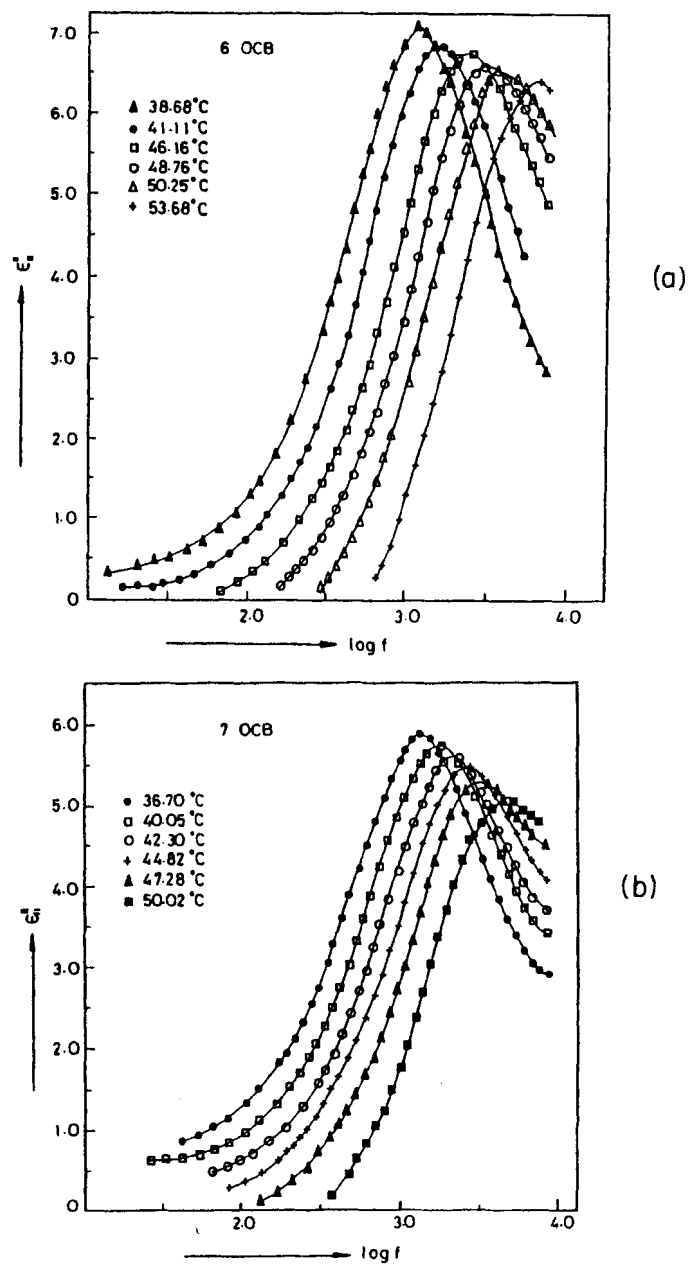 7.0
6 OCB
6.0
38.68°C
41.11°C
46.16°C
48.76°C
50.25°C
53.68°C
5.0
(a)
4.0
ε″∥
3.0
2.0
1.0
0
2.0 3.0 4.0
log f
6.0
7 OCB
5.0
36.70 °C
40.05°C
42.30 °C
44.82°C
47.28 °C
50.02 °C
4.0
(b)
ε″∥
3.0
2.0
1.0
0
2.0 3.0 4.0
log f